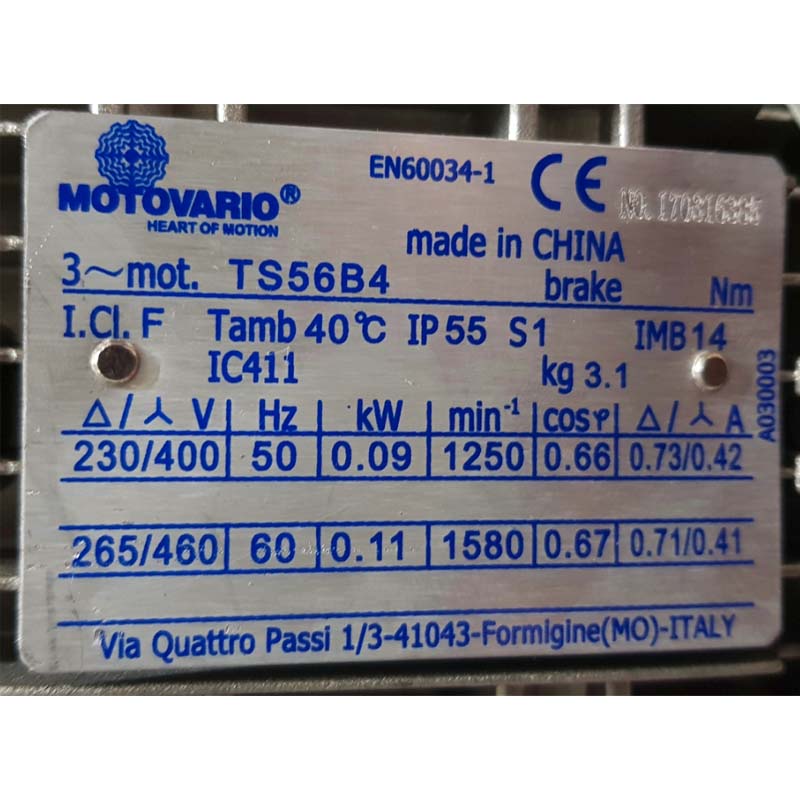 MOTOVARIO®
HEART OF MOTION
EN60034-1 CE
made in CHINA
3~mot. TS56B4 brake Nm
I.Cl. F Tamb 40℃ IP 55 S1 IMB14
IC411 kg 3.1
A030003
Δ/⅄ V Hz kW min⁻¹ cosφ Δ/⅄ A
230/400 50 0.09 1250 0.66 0.73/0.42
265/460 60 0.11 1580 0.67 0.71/0.41
Via Quattro Passi 1/3-41043-Formigine(MO)-ITALY